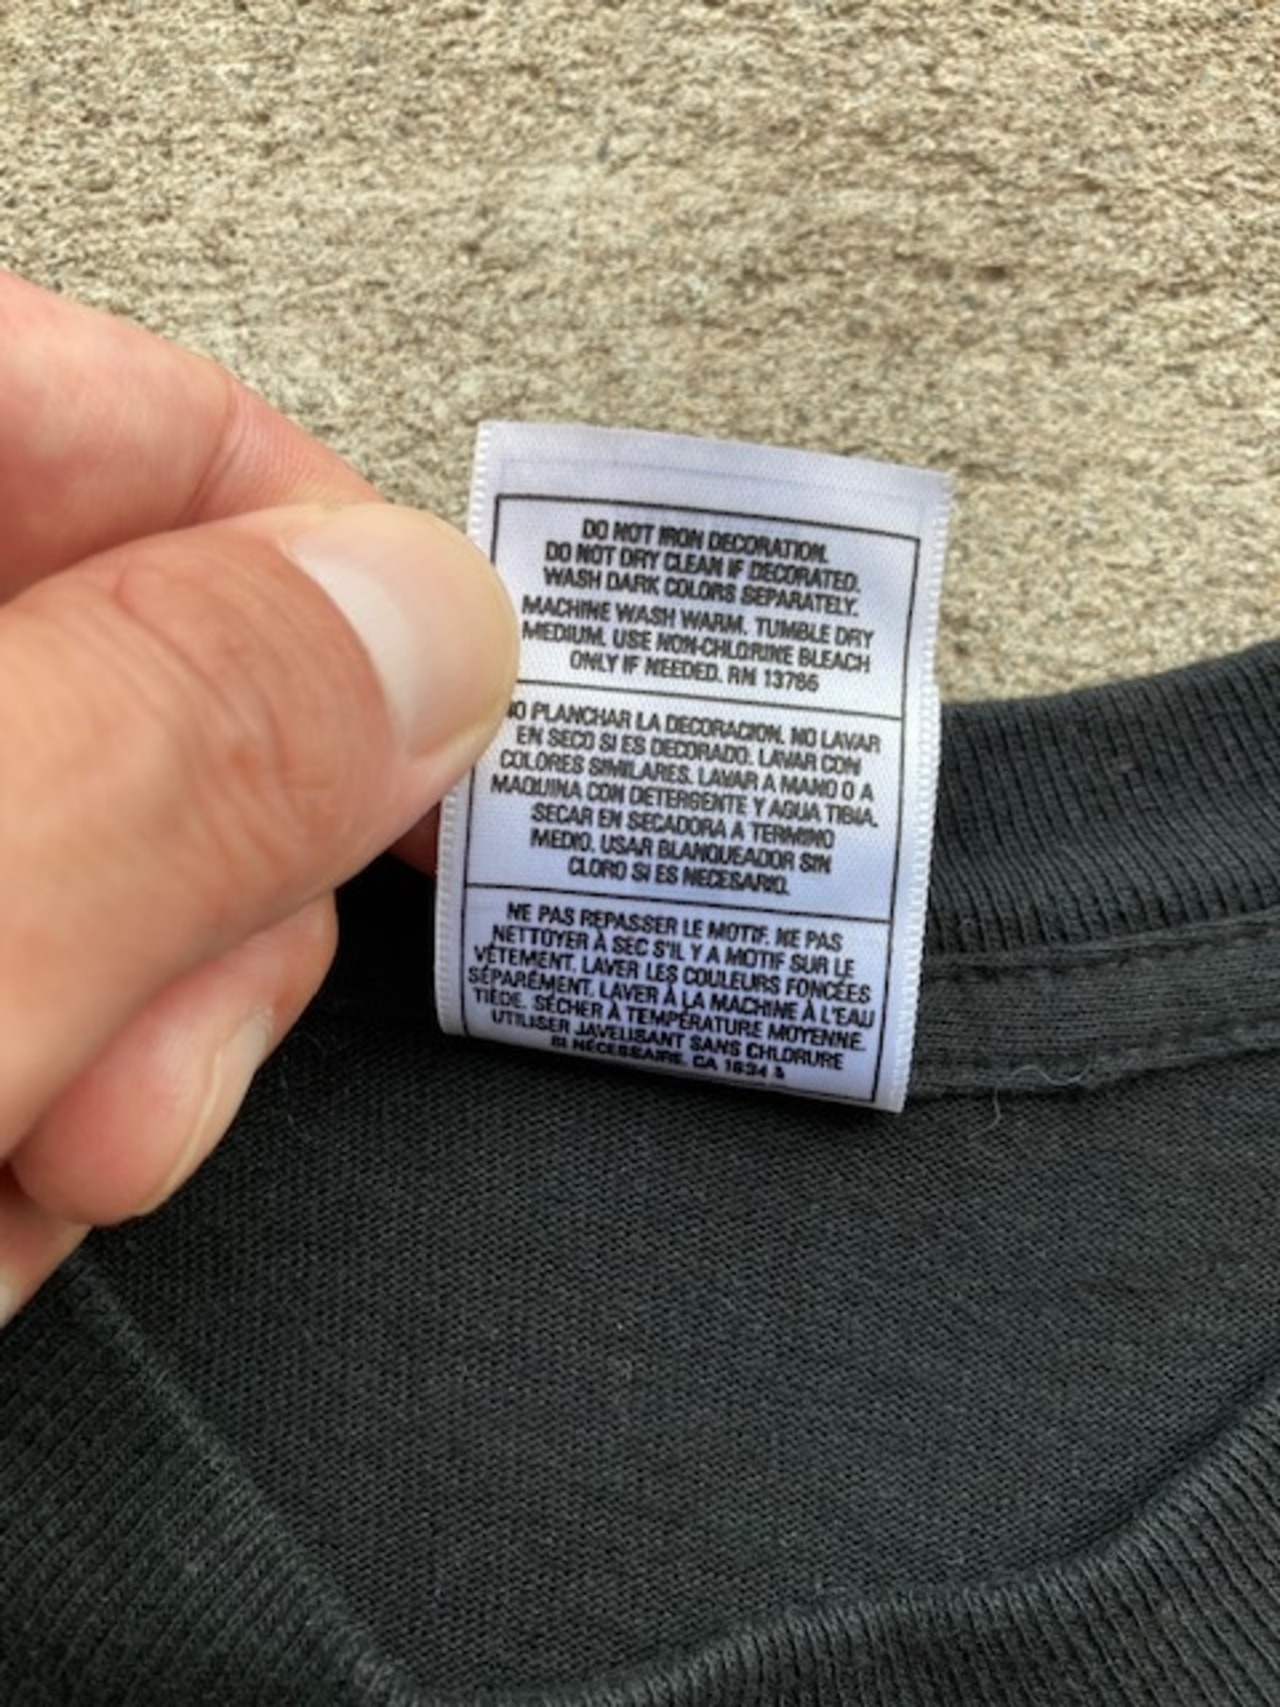 DO NOT IRON DECORATION.
DO NOT DRY CLEAN IF DECORATED.
WASH DARK COLORS SEPARATELY.
MACHINE WASH WARM. TUMBLE DRY
MEDIUM. USE NON-CHLORINE BLEACH
ONLY IF NEEDED. RN 13786
NO PLANCHAR LA DECORACION. NO LAVAR
EN SECO SI ES DECORADO. LAVAR CON
COLORES SIMILARES. LAVAR A MANO O A
MAQUINA CON DETERGENTE Y AGUA TIBIA.
SECAR EN SECADORA A TERMINO
MEDIO. USAR BLANQUEADOR SIN
CLORO SI ES NECESARIO.
NE PAS REPASSER LE MOTIF. NE PAS
NETTOYER À SEC S'IL Y A MOTIF SUR LE
VÊTEMENT. LAVER LES COULEURS FONCÉES
SÉPARÉMENT. LAVER À LA MACHINE À L'EAU
TIÈDE. SÉCHER À TEMPÉRATURE MOYENNE.
UTILISER JAVELISANT SANS CHLORURE
SI NÉCESSAIRE. CA 1634